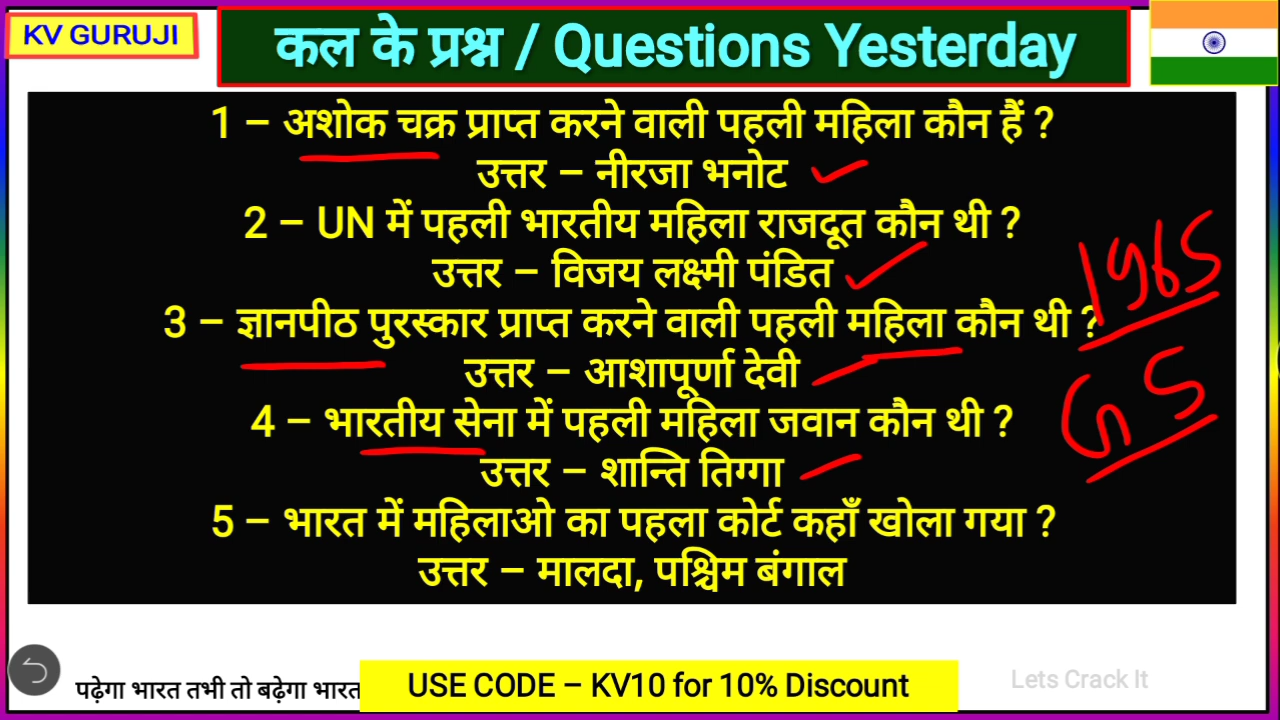 KV GURUJI
कल के प्रश्न / Questions Yesterday
1 – अशोक चक्र प्राप्त करने वाली पहली महिला कौन हैं ?
उत्तर – नीरजा भनोट
2 – UN में पहली भारतीय महिला राजदूत कौन थी ?
उत्तर – विजय लक्ष्मी पंडित
3 – ज्ञानपीठ पुरस्कार प्राप्त करने वाली पहली महिला कौन थी ?
उत्तर – आशापूर्णा देवी
4 – भारतीय सेना में पहली महिला जवान कौन थी ?
उत्तर – शान्ति तिग्गा
5 – भारत में महिलाओ का पहला कोर्ट कहाँ खोला गया ?
उत्तर – मालदा, पश्चिम बंगाल
1965
पढ़ेगा भारत तभी तो बढ़ेगा भारत
USE CODE – KV10 for 10% Discount
Lets Crack It